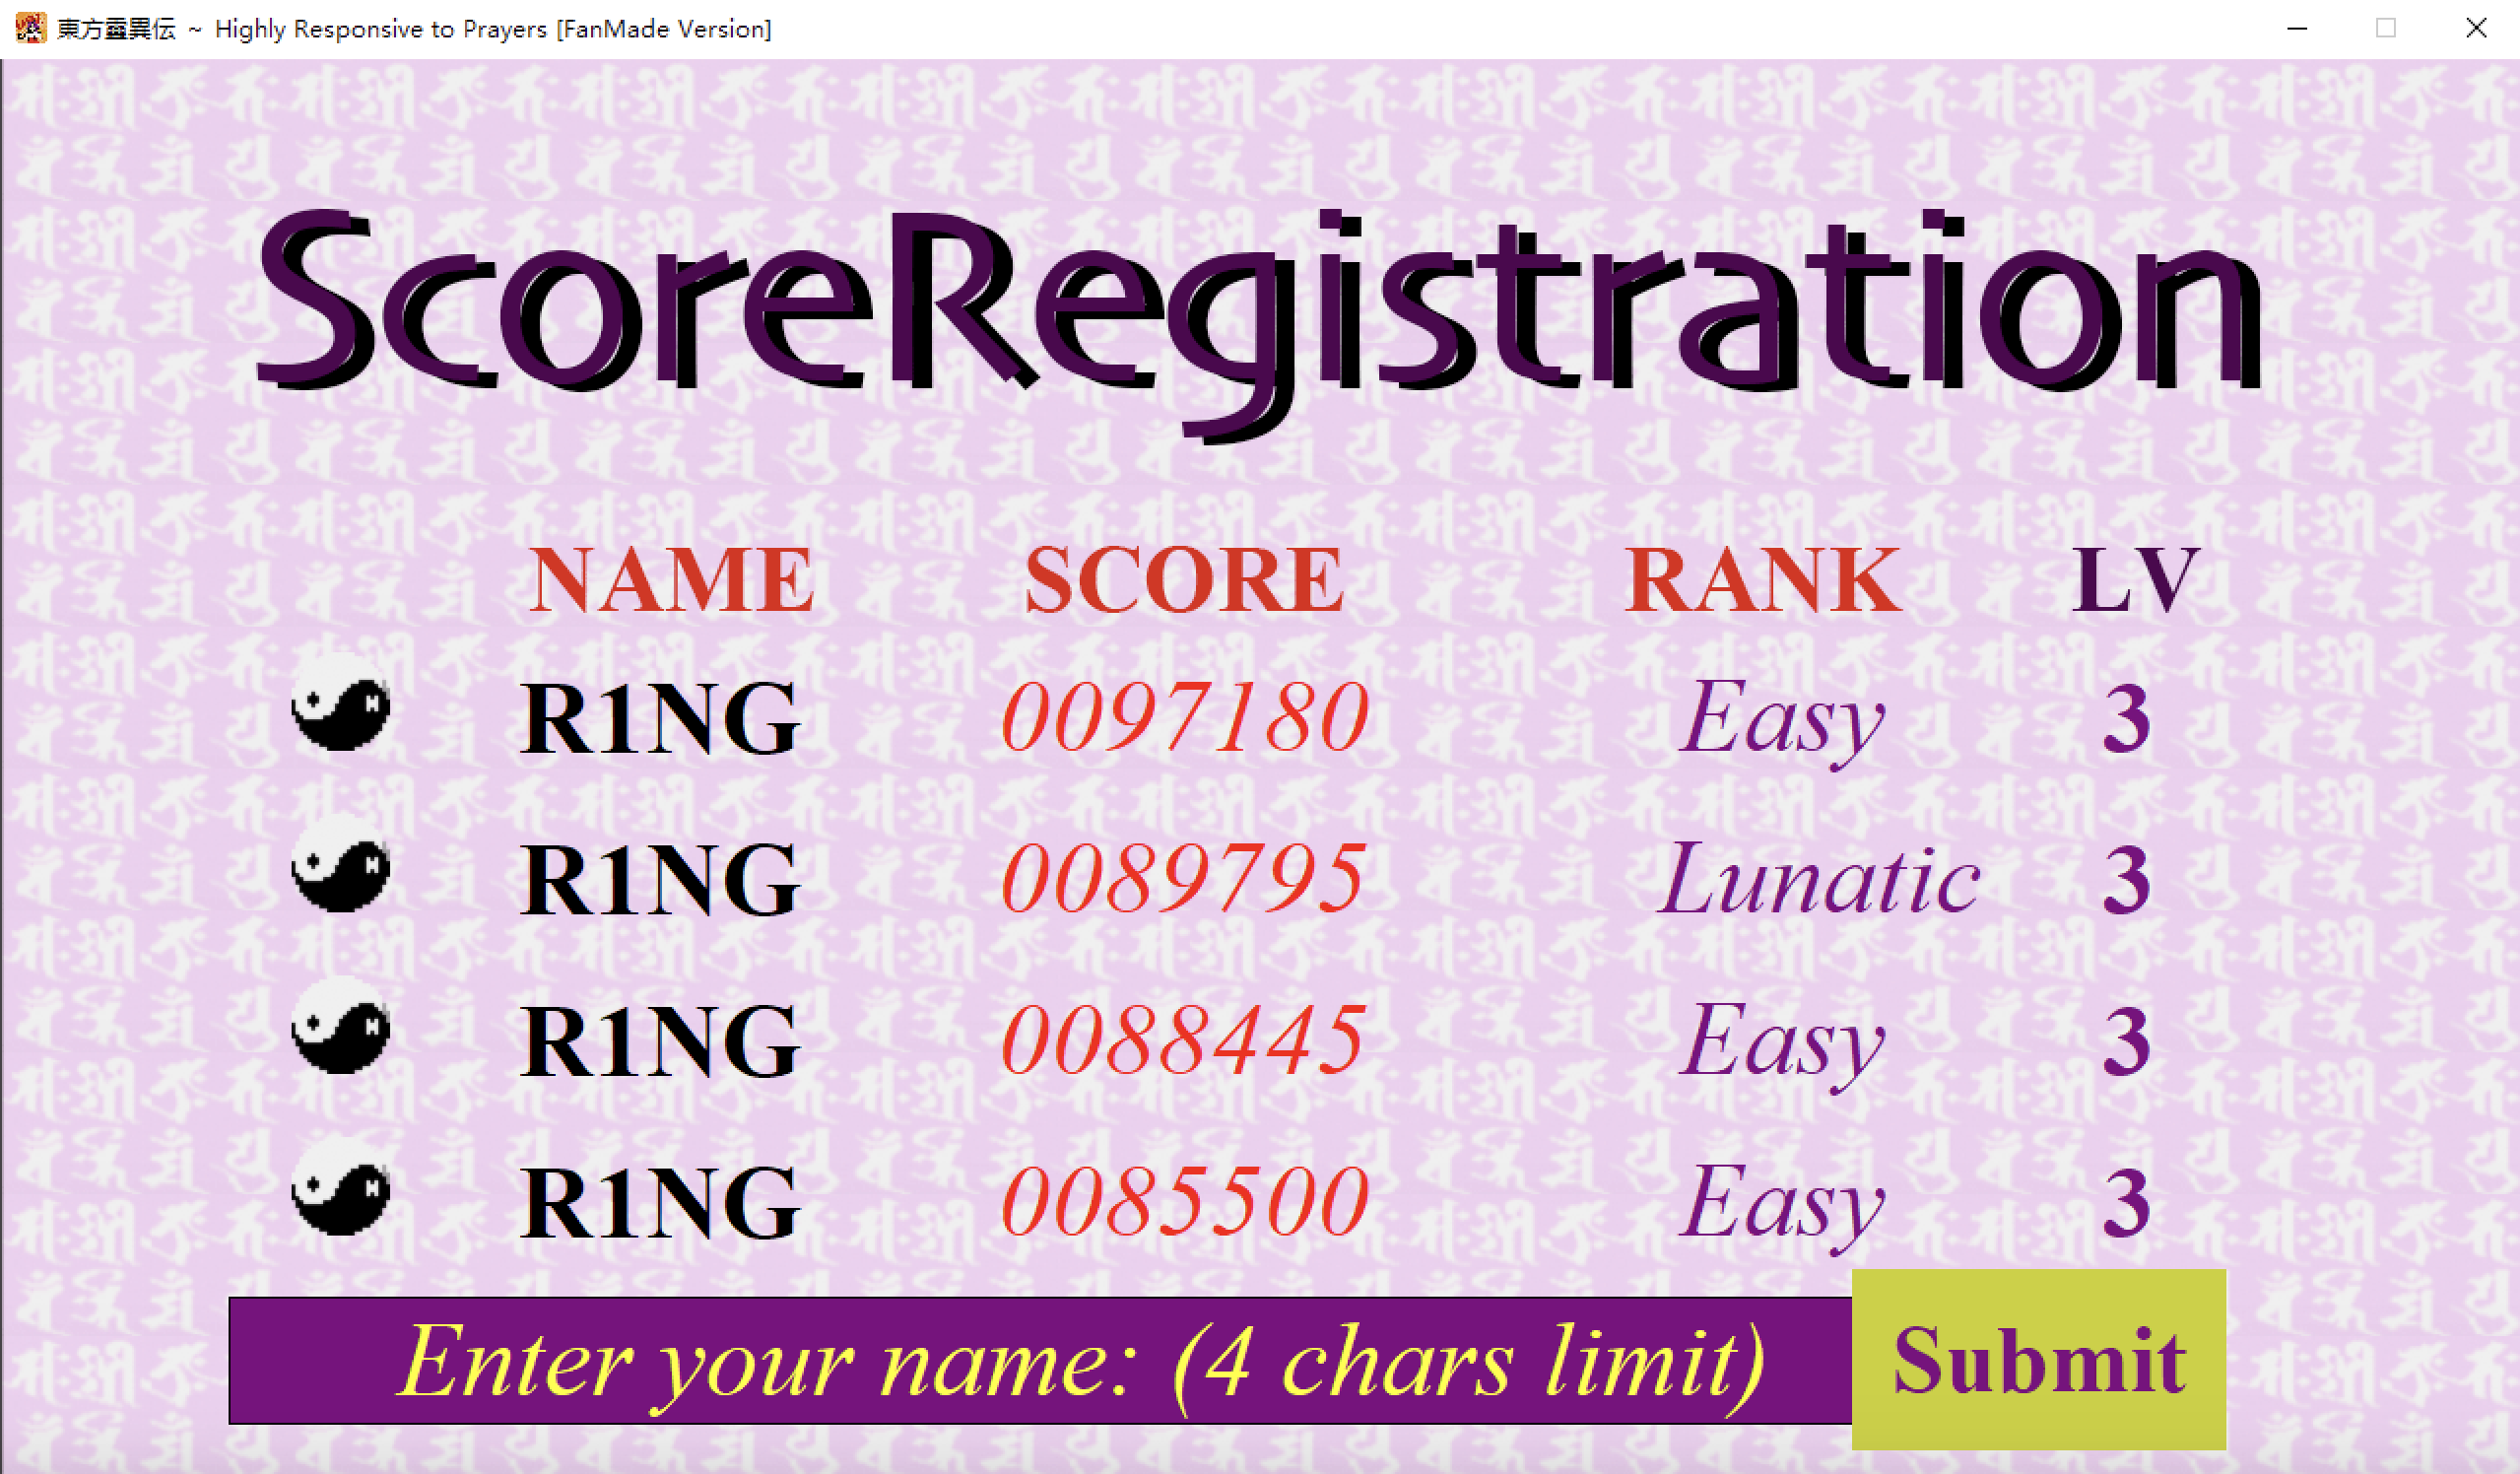 東方靈異伝 ~ Highly Responsive to Prayers [FanMade Version]
ScoreRegistration
NAME SCORE RANK LV
R1NG 0097180 Easy 3
R1NG 0089795 Lunatic 3
R1NG 0088445 Easy 3
R1NG 0085500 Easy 3
Enter your name: (4 chars limit) Submit